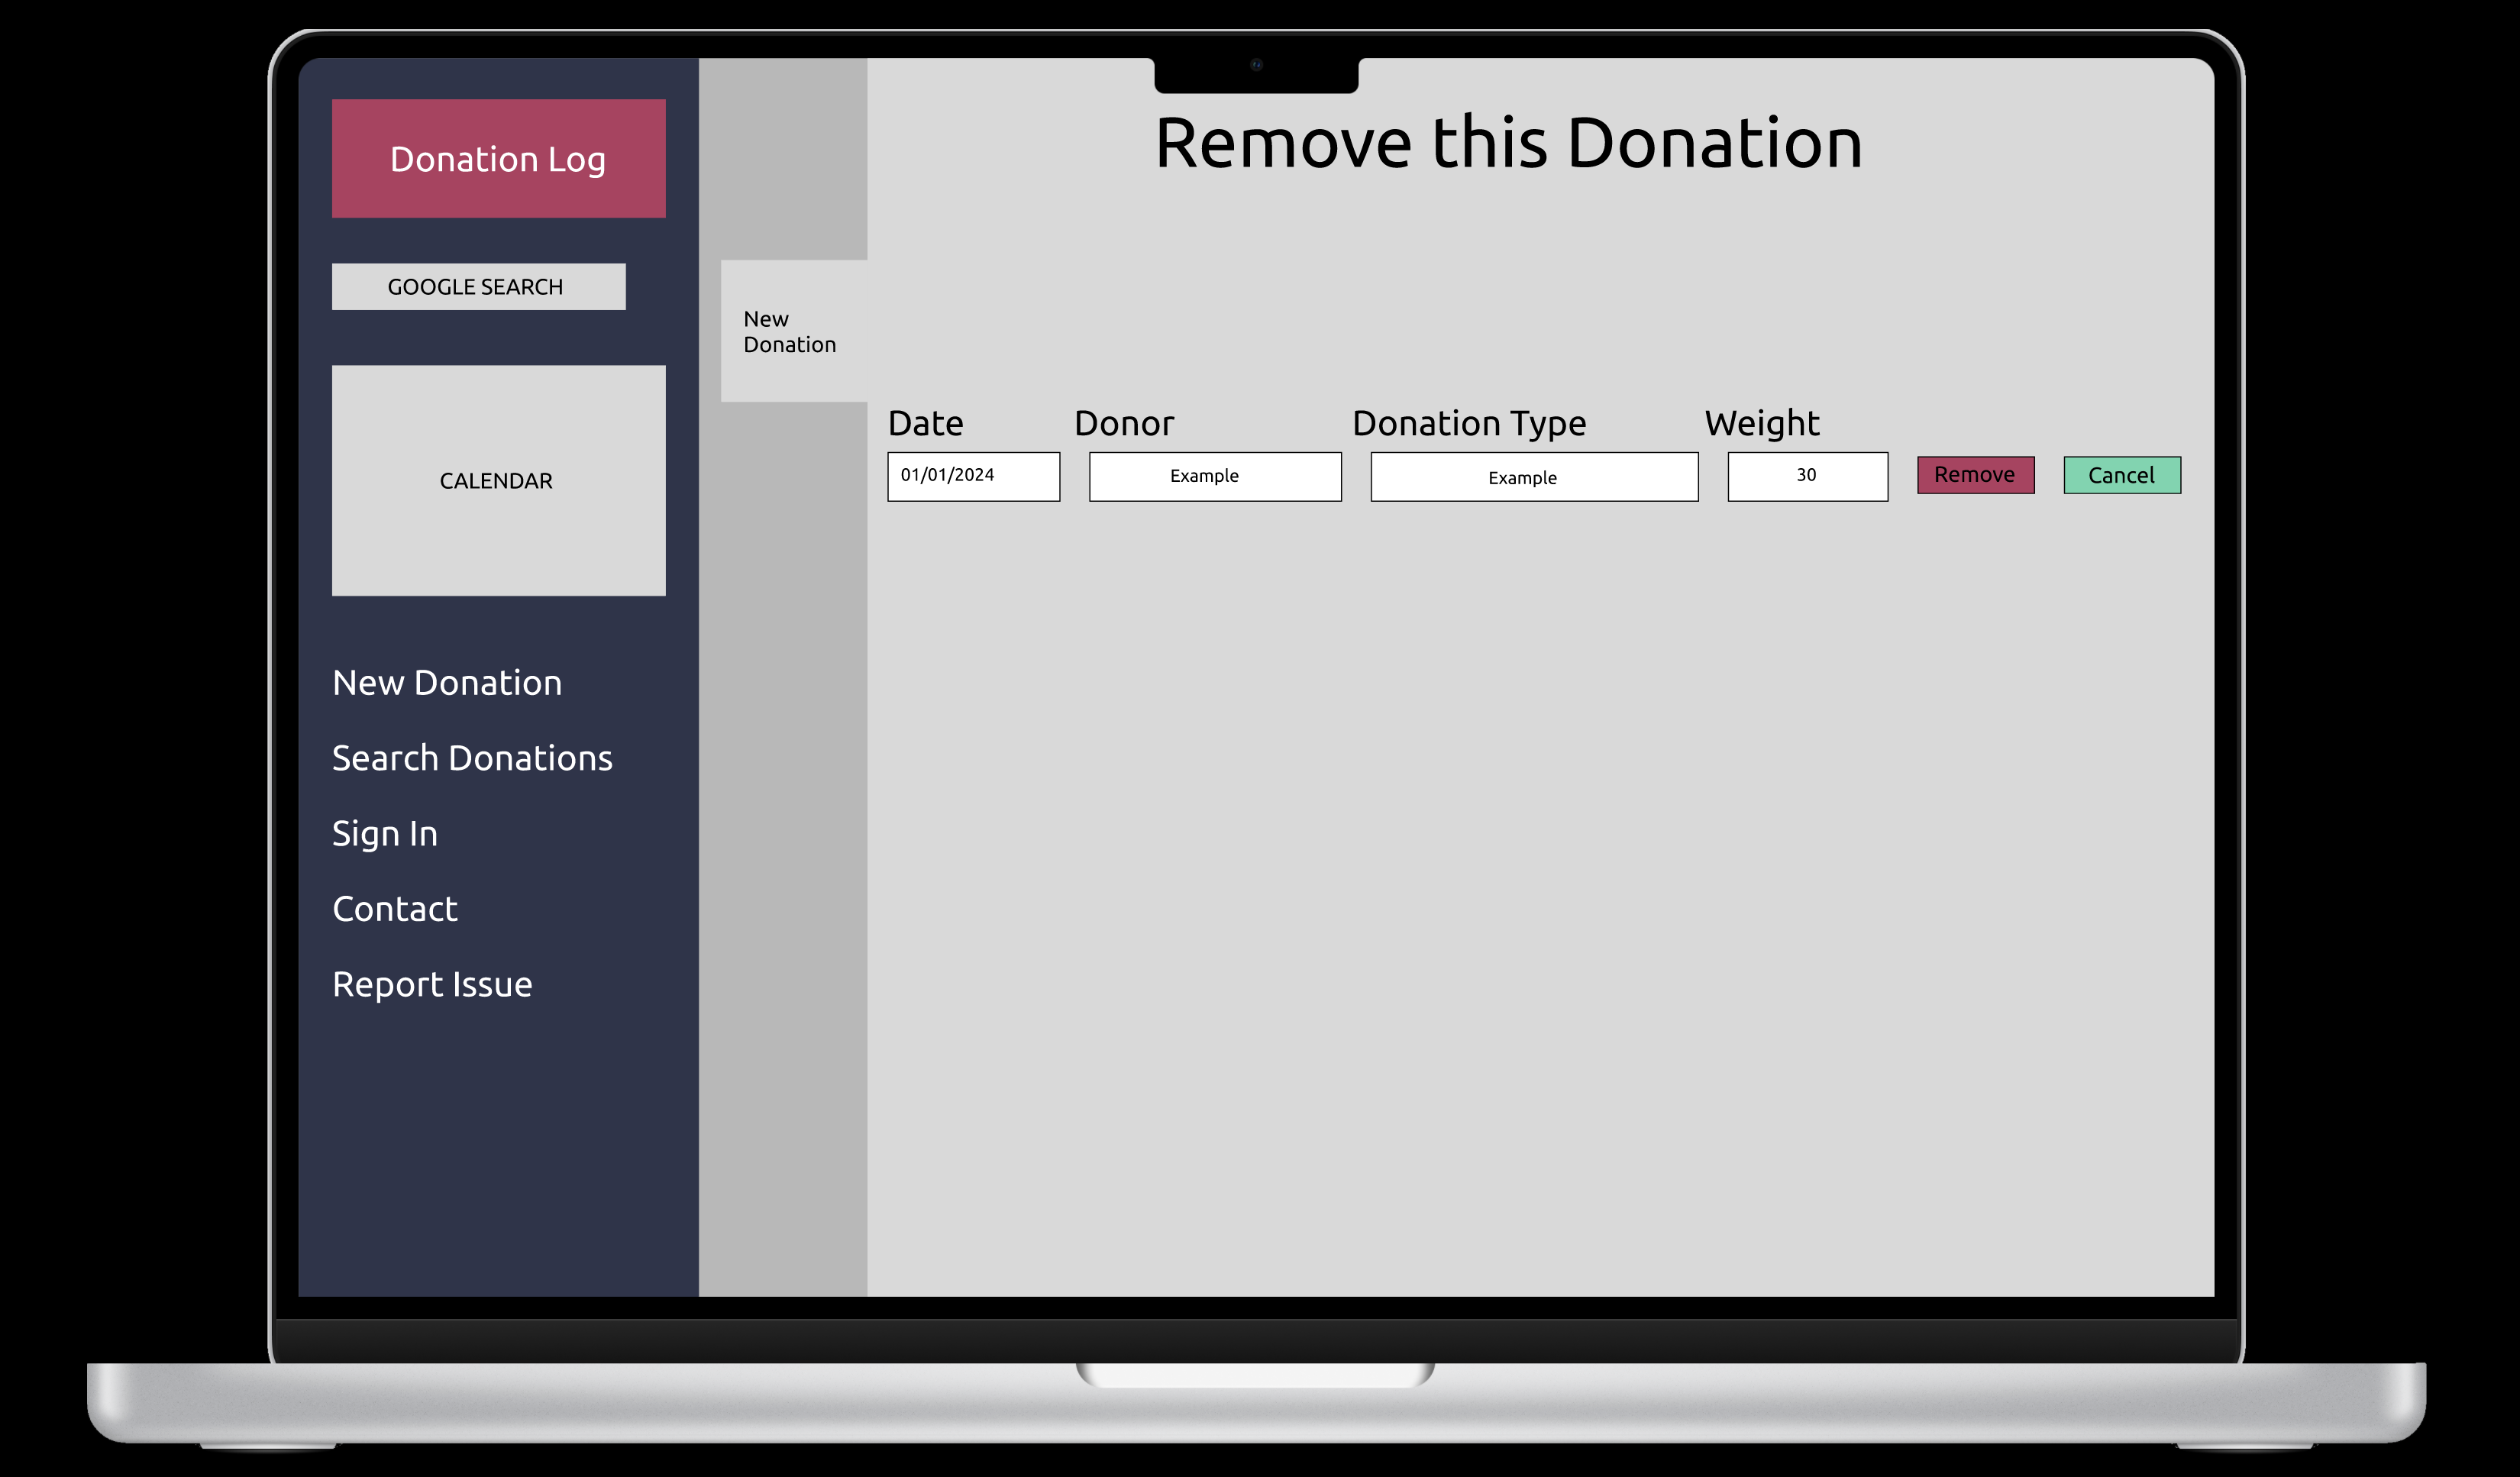 Donation Log
GOOGLE SEARCH
CALENDAR
New Donation
Search Donations
Sign In
Contact
Report Issue
New
Donation
Remove this Donation
Date Donor Donation Type Weight
01/01/2024 Example Example 30 Remove Cancel